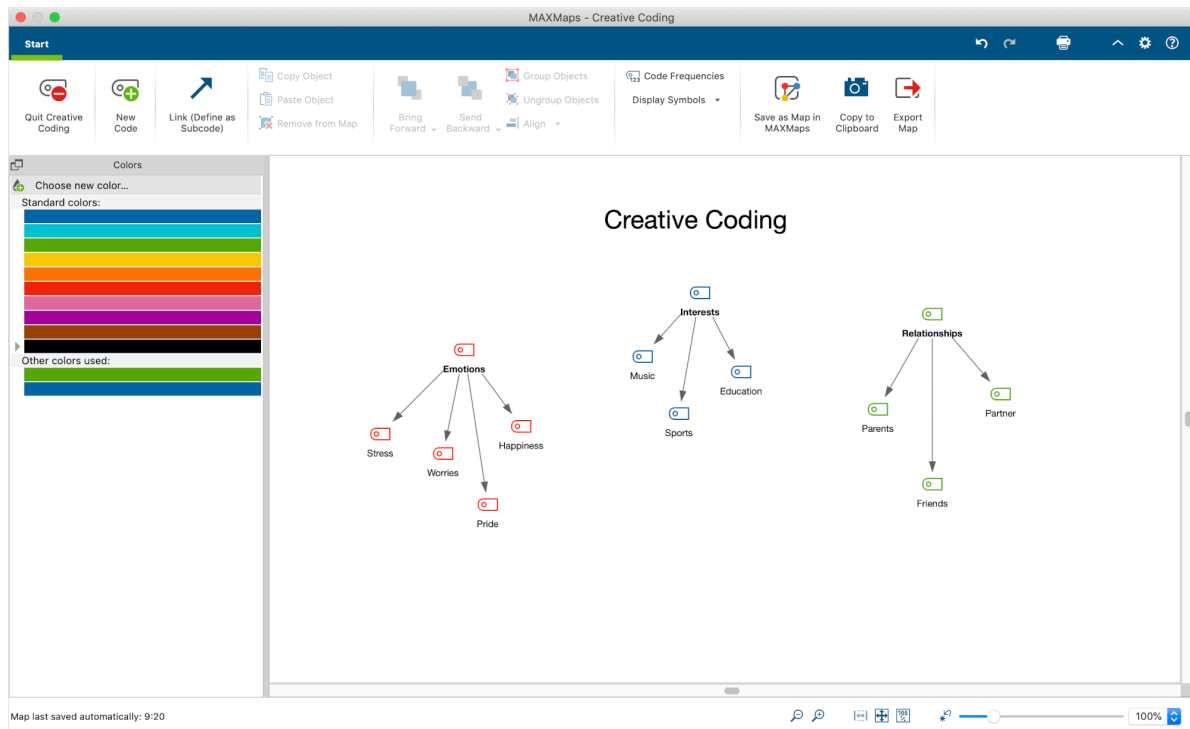 MAXMaps - Creative Coding
Start
Quit Creative
Coding
New
Code
Link (Define as
Subcode)
Copy Object
Paste Object
Remove from Map
Bring
Forward
Send
Backward
Group Objects
Ungroup Objects
Align
123
Code Frequencies
Display Symbols
Save as Map in
MAXMaps
Copy to
Clipboard
Export
Map
Colors
Choose new color...
Standard colors:
Other colors used:
Creative Coding
Interests
Music
Education
Sports
Relationships
Parents
Partner
Friends
Emotions
Stress
Happiness
Worries
Pride
Map last saved automatically: 9:20
100
%
100%